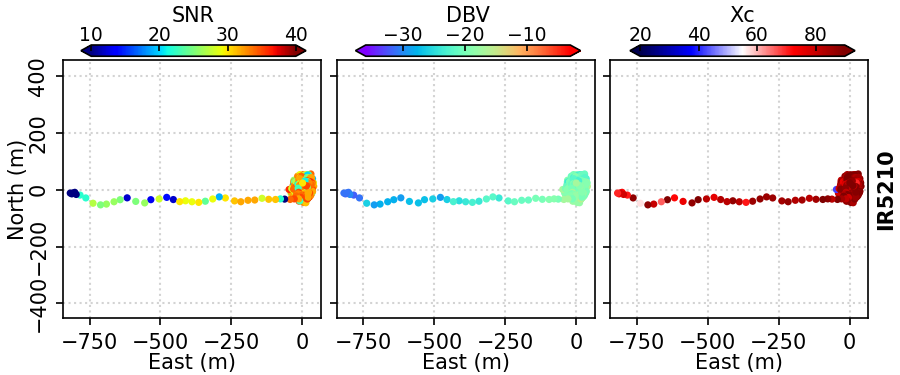 SNR DBV Xc
10 20 30 40 −30 −20 −10 20 40 60 80
400
200
0
−200
−400
North (m)
IR5210
−750 −500 −250 0 −750 −500 −250 0 −750 −500 −250 0
East (m) East (m) East (m)